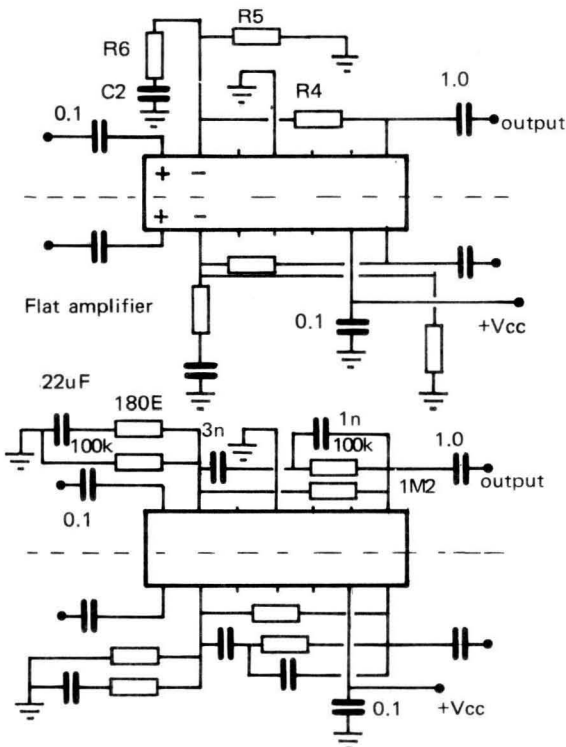 R5
R6
C2
R4
1.0
0.1
output
+ −
+ −
Flat amplifier
0.1
+Vcc
22uF
180E
3n
1n
100k
100k
1M2
1.0
output
0.1
0.1
+Vcc